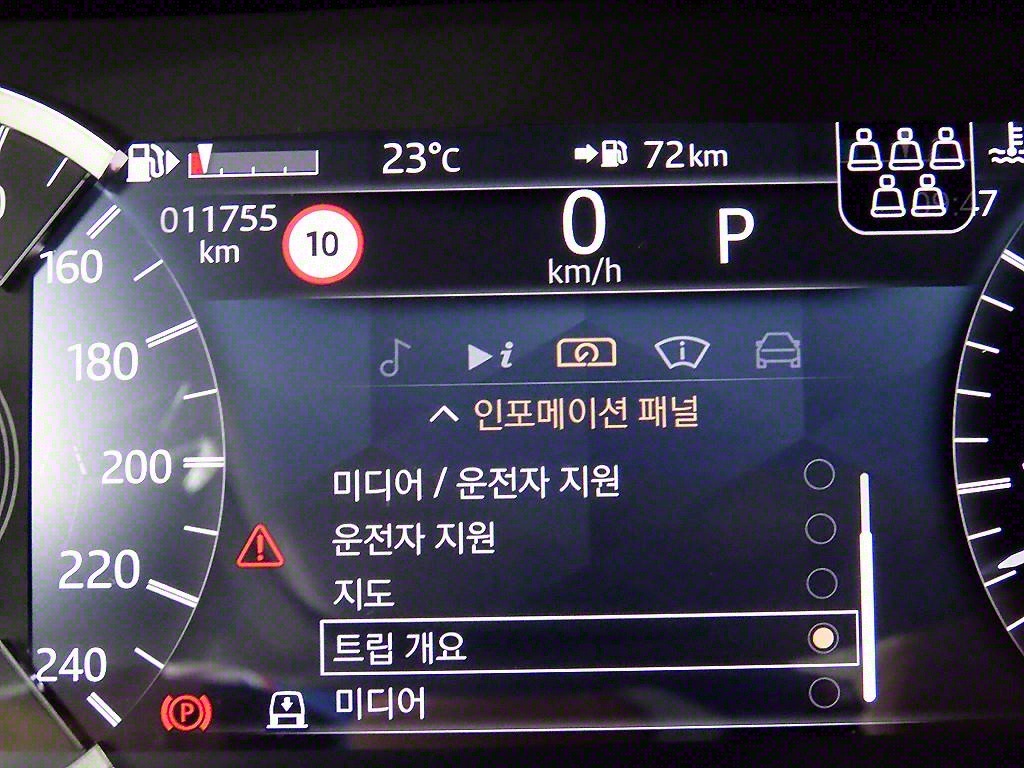 23°C
72km
011755
km
10
0
km/h
P
47
160
180
200
220
240
i
i
인포메이션 패널
미디어 / 운전자 지원
운전자 지원
지도
트립 개요
미디어
P